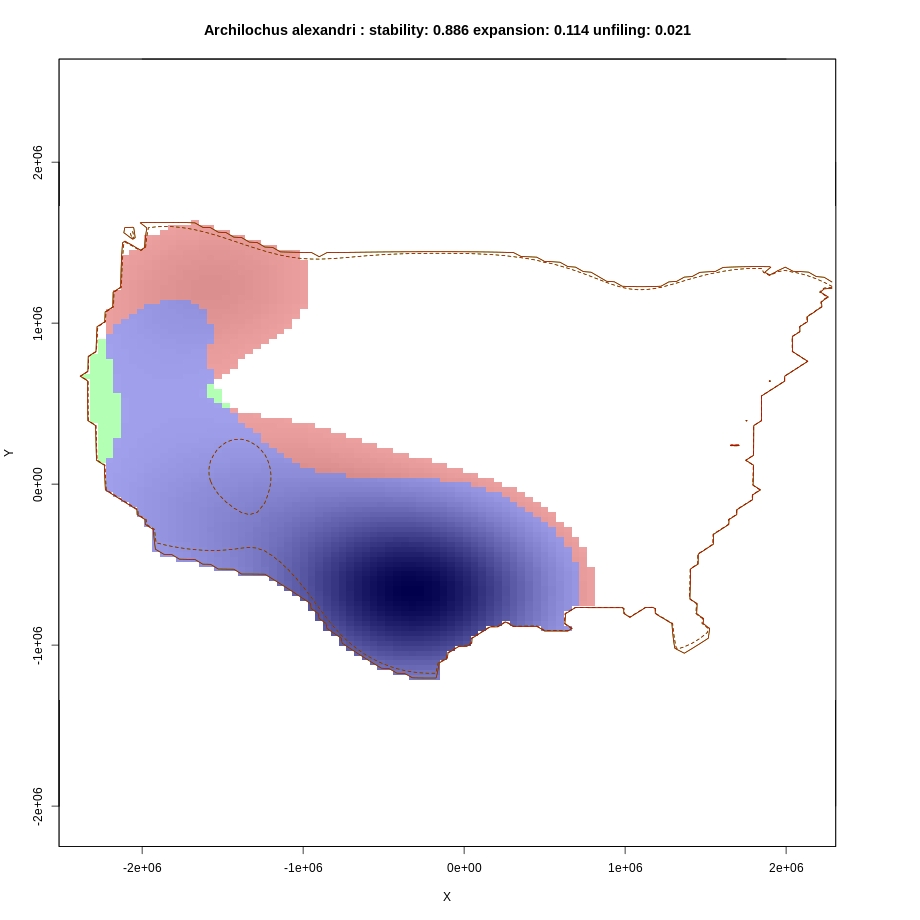 Archilochus alexandri : stability: 0.886 expansion: 0.114 unfiling: 0.021
2e+06
1e+06
0e+00
-1e+06
-2e+06
Y
-2e+06 -1e+06 0e+00 1e+06 2e+06
X